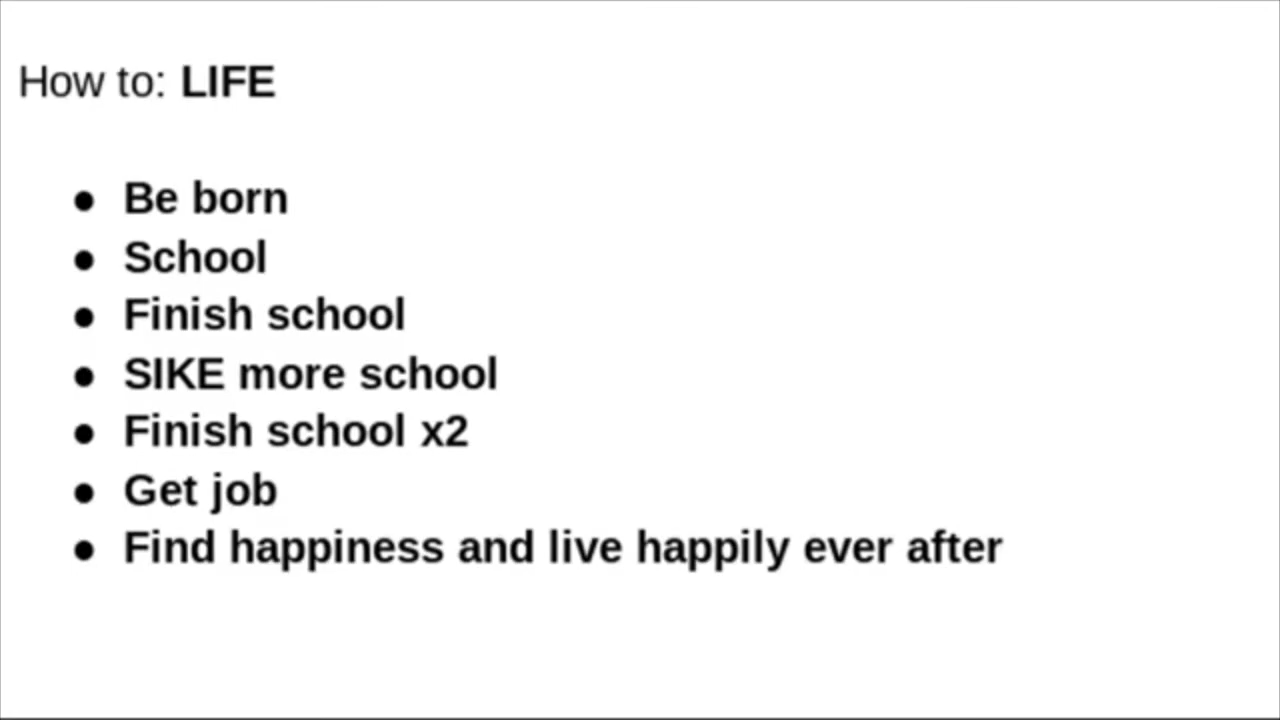 How to: LIFE
● Be born
● School
● Finish school
● SIKE more school
● Finish school x2
● Get job
● Find happiness and live happily ever after